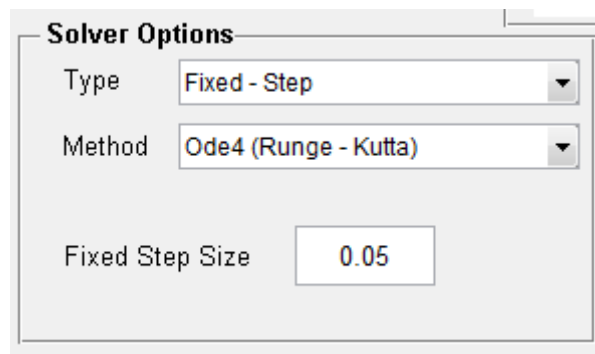 Solver Options
Type Fixed - Step
Method Ode4 (Runge - Kutta)
Fixed Step Size 0.05